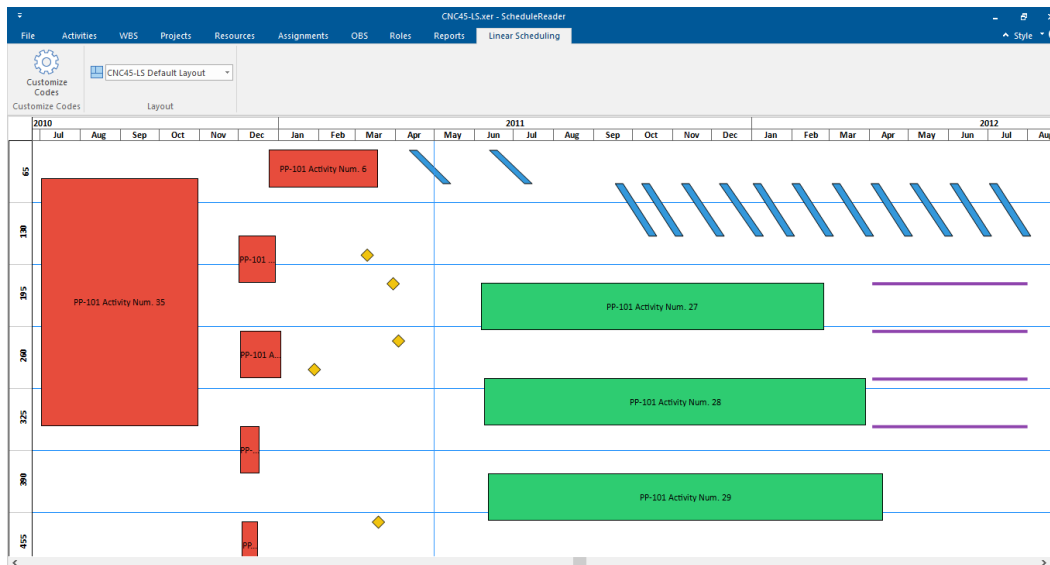 CNC45-LS.xer - ScheduleReader
File Activities WBS Projects Resources Assignments OBS Roles Reports Linear Scheduling Style
Customize Codes
CNC45-LS Default Layout
Customize Codes Layout
2010 2011 2012
Jul Aug Sep Oct Nov Dec Jan Feb Mar Apr May Jun Jul Aug Sep Oct Nov Dec Jan Feb Mar Apr May Jun Jul Aug
65
PP-101 Activity Num. 6
130
PP-101 ...
195
PP-101 Activity Num. 35
PP-101 Activity Num. 27
260
PP-101 A...
325
PP-101 Activity Num. 28
PP-...
390
PP-101 Activity Num. 29
455
PP...